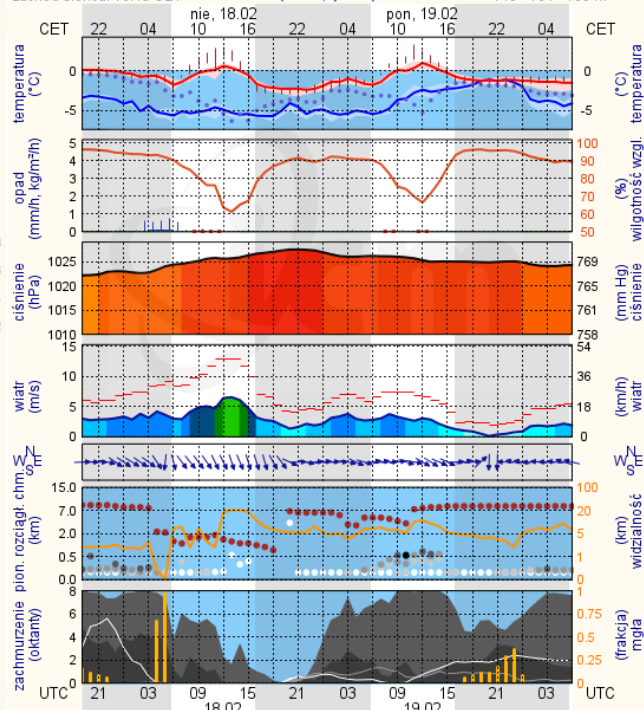 nie, 18.02 pon, 19.02
CET 22 04 10 16 22 04 10 16 22 04 CET
temperatura (°C)
0
-5
temperatura (°C)
0
-5
opad (mm/h, kg/m²/h)
5
4
3
2
1
0
100
90
80
70
60
50
wilgotność wzgl. (%)
ciśnienie (hPa)
1025
1020
1015
1010
769
765
761
758
ciśnienie (mm Hg)
wiatr (m/s)
15
10
5
0
54
36
18
0
wiatr (km/h)
N
W E
S
N
W E
S
pion. rozciągł. chm. (km)
15.0
7.0
2.0
0.5
0.0
100
20
5
1
0
widzialność (km)
zachmurzenie (oktanty)
8
6
4
2
0
1
0.75
0.5
0.25
0
mgła (frakcja)
UTC 21 03 09 15 21 03 09 15 21 03 UTC
18.02 19.02